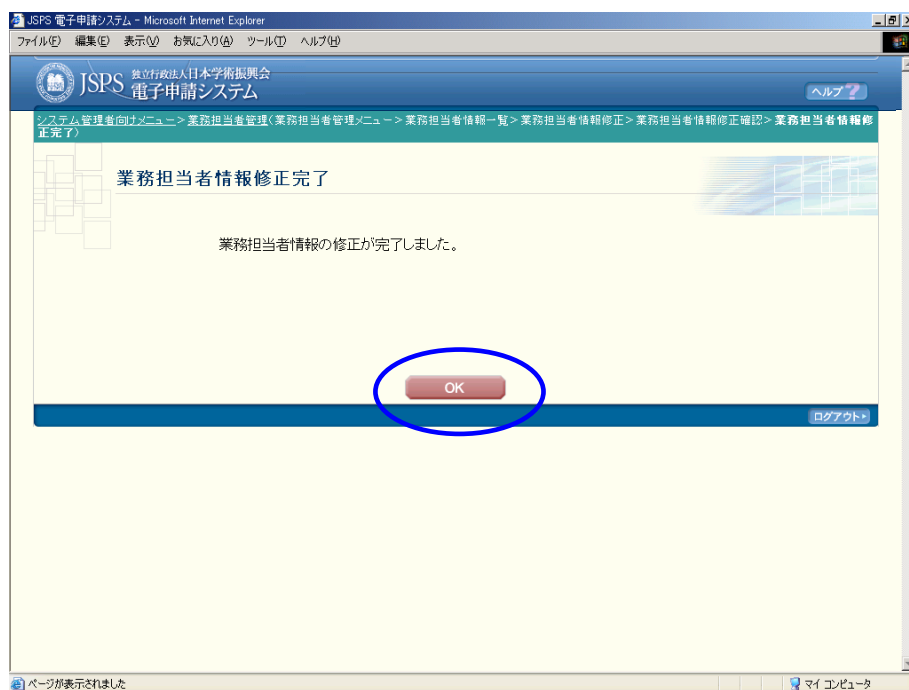 JSPS 電子申請システム - Microsoft Internet Explorer
ファイル(F) 編集(E) 表示(V) お気に入り(A) ツール(T) ヘルプ(H)
JSPS 独立行政法人日本学術振興会
電子申請システム
ヘルプ ?
システム管理者向けメニュー>業務担当者管理(業務担当者管理メニュー>業務担当者情報一覧>業務担当者情報修正>業務担当者情報修正確認>業務担当者情報修
正完了)
業務担当者情報修正完了
業務担当者情報の修正が完了しました。
OK
ログアウト
ページが表示されました
マイ コンピュータ